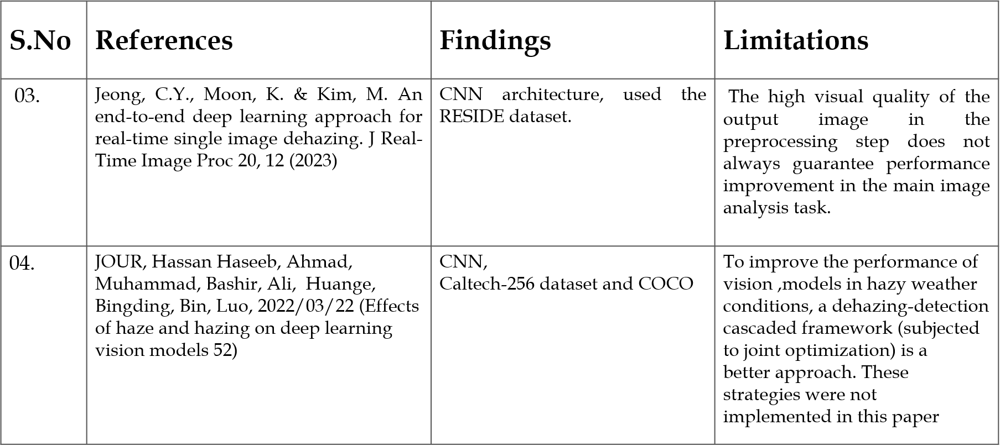 S.No
References
Findings
Limitations
03.
Jeong, C.Y., Moon, K. & Kim, M. An
end-to-end deep learning approach for
real-time single image dehazing. J Real-
Time Image Proc 20, 12 (2023)
CNN architecture, used the
RESIDE dataset.
The high visual quality of the
output image in the
preprocessing step does not
always guarantee performance
improvement in the main image
analysis task.
04.
JOUR, Hassan Haseeb, Ahmad,
Muhammad, Bashir, Ali, Huange,
Bingding, Bin, Luo, 2022/03/22 (Effects
of haze and hazing on deep learning
vision models 52)
CNN,
Caltech-256 dataset and COCO
To improve the performance of
vision ,models in hazy weather
conditions, a dehazing-detection
cascaded framework (subjected
to joint optimization) is a
better approach. These
strategies were not
implemented in this paper